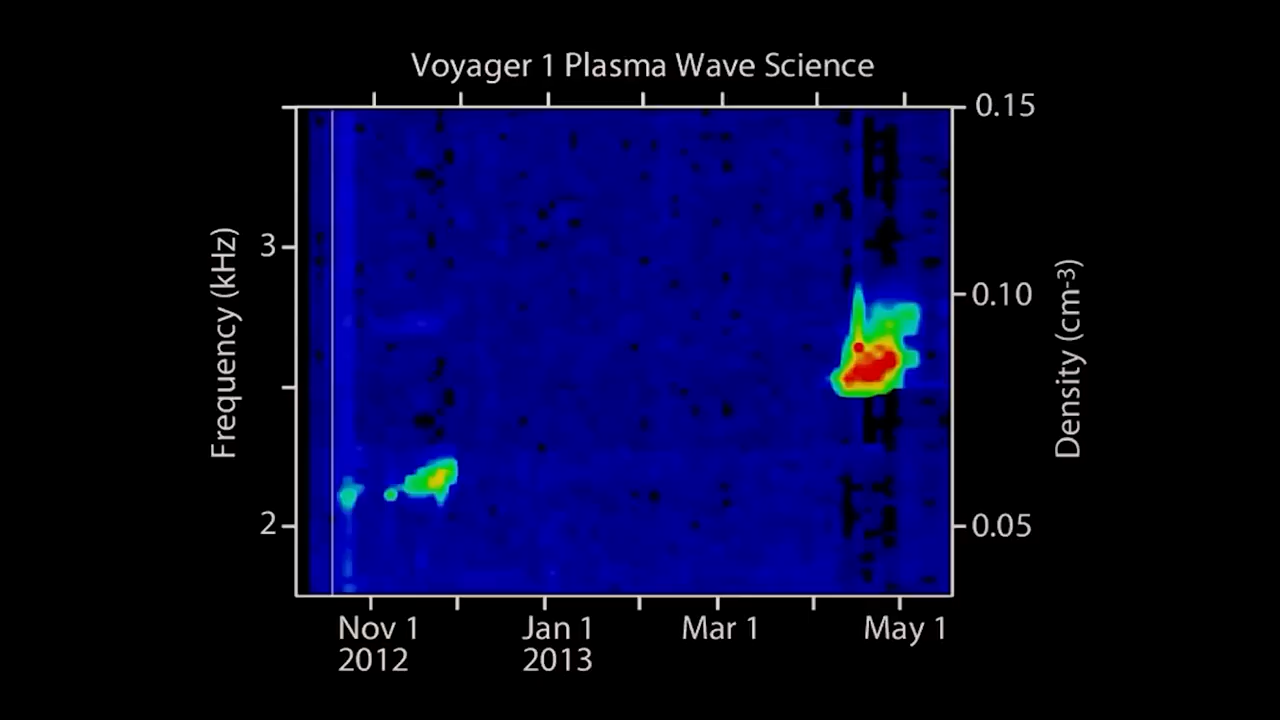 Voyager 1 Plasma Wave Science
0.15
3
0.10
Frequency (kHz)
Density (cm-3)
2
0.05
Nov 1
2012
Jan 1
2013
Mar 1
May 1